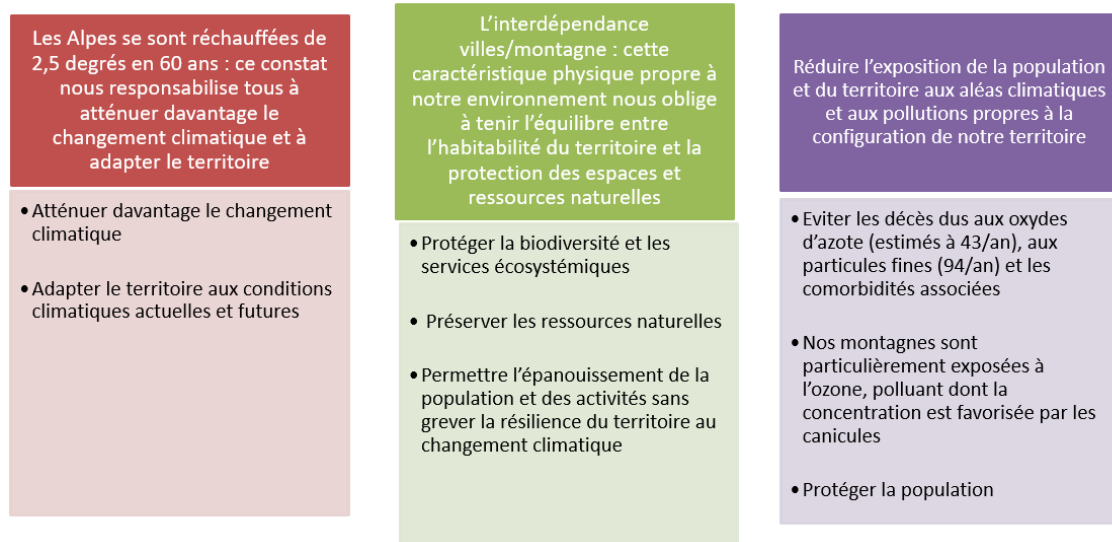 Les Alpes se sont réchauffées de
2,5 degrés en 60 ans : ce constat
nous responsabilise tous à
atténuer davantage le
changement climatique et à
adapter le territoire
• Atténuer davantage le changement
climatique
• Adapter le territoire aux conditions
climatiques actuelles et futures
L’interdépendance
villes/montagne : cette
caractéristique physique propre à
notre environnement nous oblige
à tenir l’équilibre entre
l’habitabilité du territoire et la
protection des espaces et
ressources naturelles
• Protéger la biodiversité et les
services écosystémiques
• Préserver les ressources naturelles
• Permettre l’épanouissement de la
population et des activités sans
grever la résilience du territoire au
changement climatique
Réduire l’exposition de la population
et du territoire aux aléas climatiques
et aux pollutions propres à la
configuration de notre territoire
• Eviter les décès dus aux oxydes
d’azote (estimés à 43/an), aux
particules fines (94/an) et les
comorbidités associées
• Nos montagnes sont
particulièrement exposées à
l’ozone, polluant dont la
concentration est favorisée par les
canicules
• Protéger la population